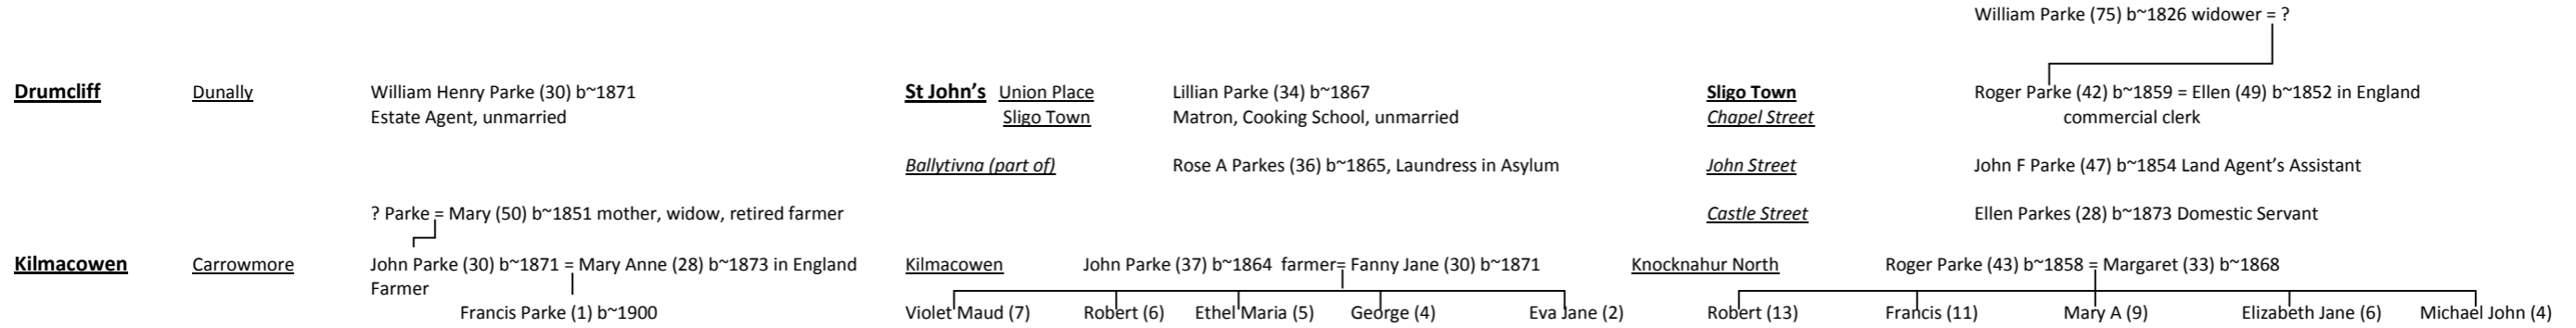 William Parke (75) b~1826 widower = ?
Drumcliff Dunally William Henry Parke (30) b~1871 St John's Union Place Lillian Parke (34) b~1867 Sligo Town Roger Parke (42) b~1859 = Ellen (49) b~1852 in England
Estate Agent, unmarried Sligo Town Matron, Cooking School, unmarried Chapel Street commercial clerk
Ballytivna (part of) Rose A Parkes (36) b~1865, Laundress in Asylum John Street John F Parke (47) b~1854 Land Agent's Assistant
? Parke = Mary (50) b~1851 mother, widow, retired farmer Castle Street Ellen Parkes (28) b~1873 Domestic Servant
Kilmacowen Carrowmore John Parke (30) b~1871 = Mary Anne (28) b~1873 in England Kilmacowen John Parke (37) b~1864 farmer= Fanny Jane (30) b~1871 Knocknahur North Roger Parke (43) b~1858 = Margaret (33) b~1868
Farmer
Francis Parke (1) b~1900 Violet Maud (7) Robert (6) Ethel Maria (5) George (4) Eva Jane (2) Robert (13) Francis (11) Mary A (9) Elizabeth Jane (6) Michael John (4)